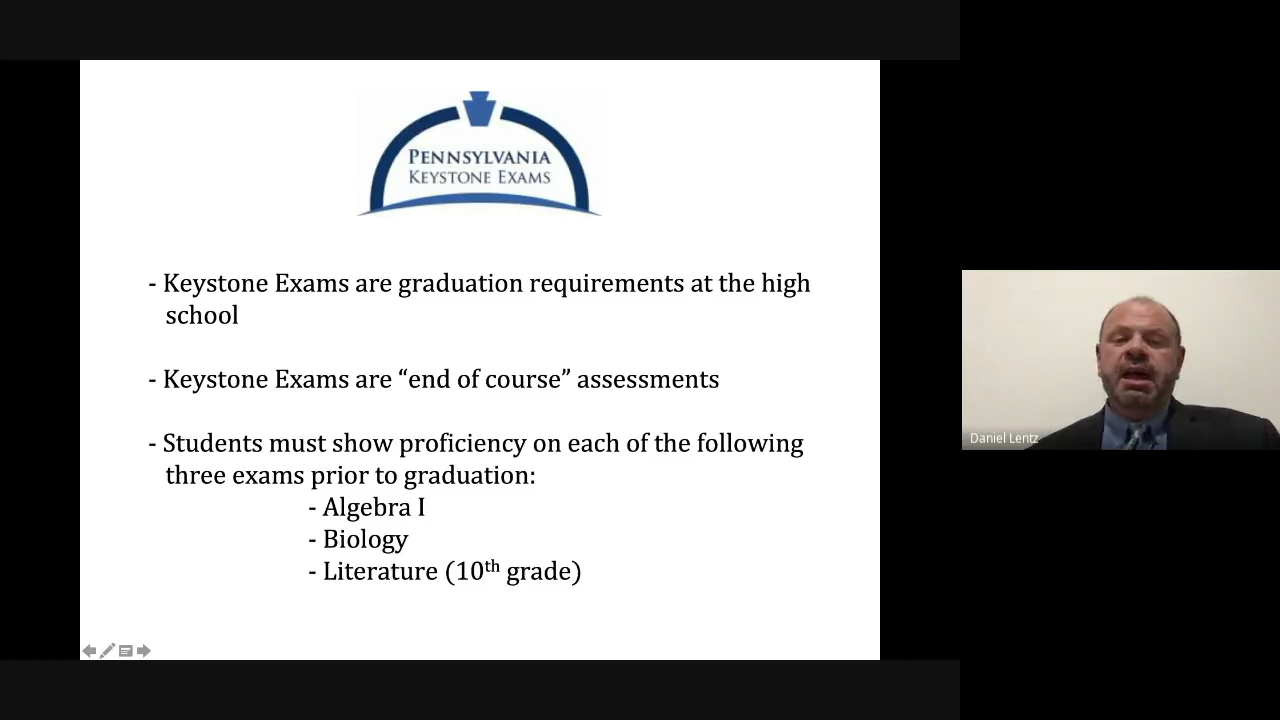 PENNSYLVANIA
KEYSTONE EXAMS
- Keystone Exams are graduation requirements at the high
school
- Keystone Exams are “end of course” assessments
- Students must show proficiency on each of the following
three exams prior to graduation:
- Algebra I
- Biology
- Literature (10th grade)
Daniel Lentz